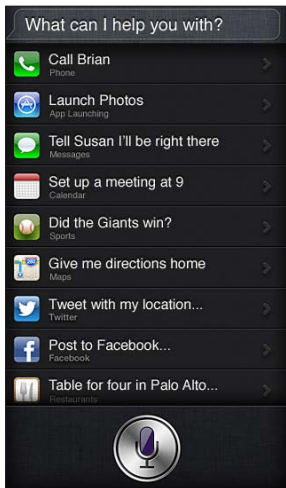 What can I help you with?
Call Brian
Phone
Launch Photos
App Launching
Tell Susan I'll be right there
Messages
Set up a meeting at 9
Calendar
Did the Giants win?
Sports
Give me directions home
Maps
Tweet with my location...
Twitter
Post to Facebook...
Facebook
Table for four in Palo Alto...
Restaurants